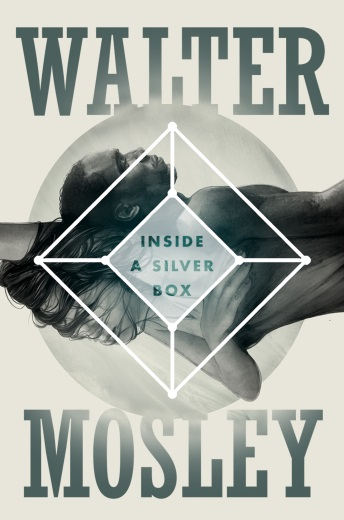 WALTER
INSIDE
A SILVER
BOX
MOSLEY